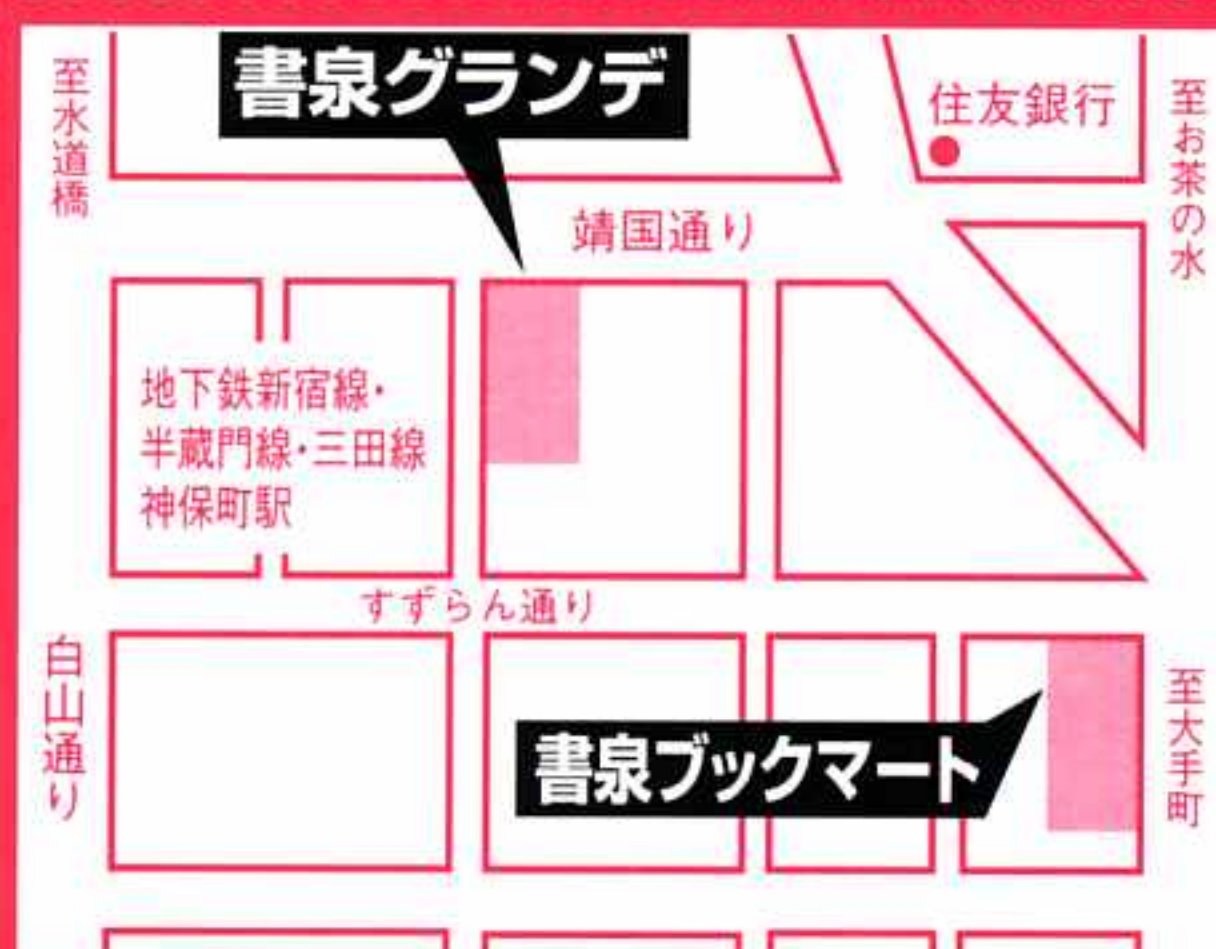 書泉グランデ
至水道橋
住友銀行
至お茶の水
靖国通り
地下鉄新宿線・
半蔵門線・三田線
神保町駅
すずらん通り
白山通り
書泉ブックマート
至大手町